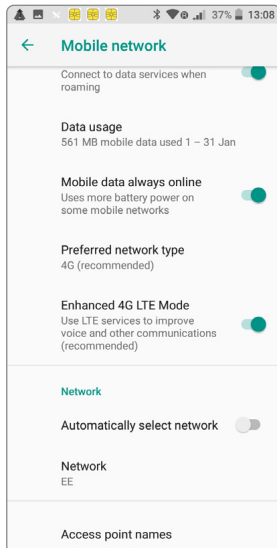 37% 13:08
Mobile network
Connect to data services when
roaming
Data usage
561 MB mobile data used 1 – 31 Jan
Mobile data always online
Uses more battery power on
some mobile networks
Preferred network type
4G (recommended)
Enhanced 4G LTE Mode
Use LTE services to improve
voice and other communications
(recommended)
Network
Automatically select network
Network
EE
Access point names